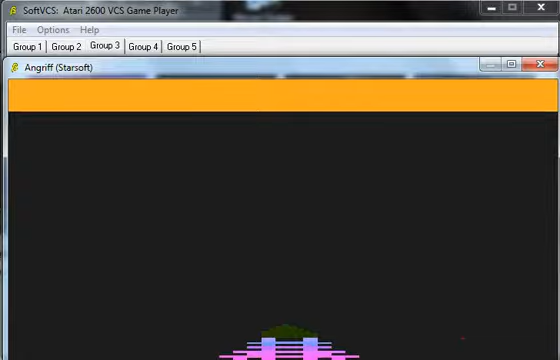 SoftVCS: Atari 2600 VCS Game Player
File Options Help
Group 1 Group 2 Group 3 Group 4 Group 5
Angriff (Starsoft)